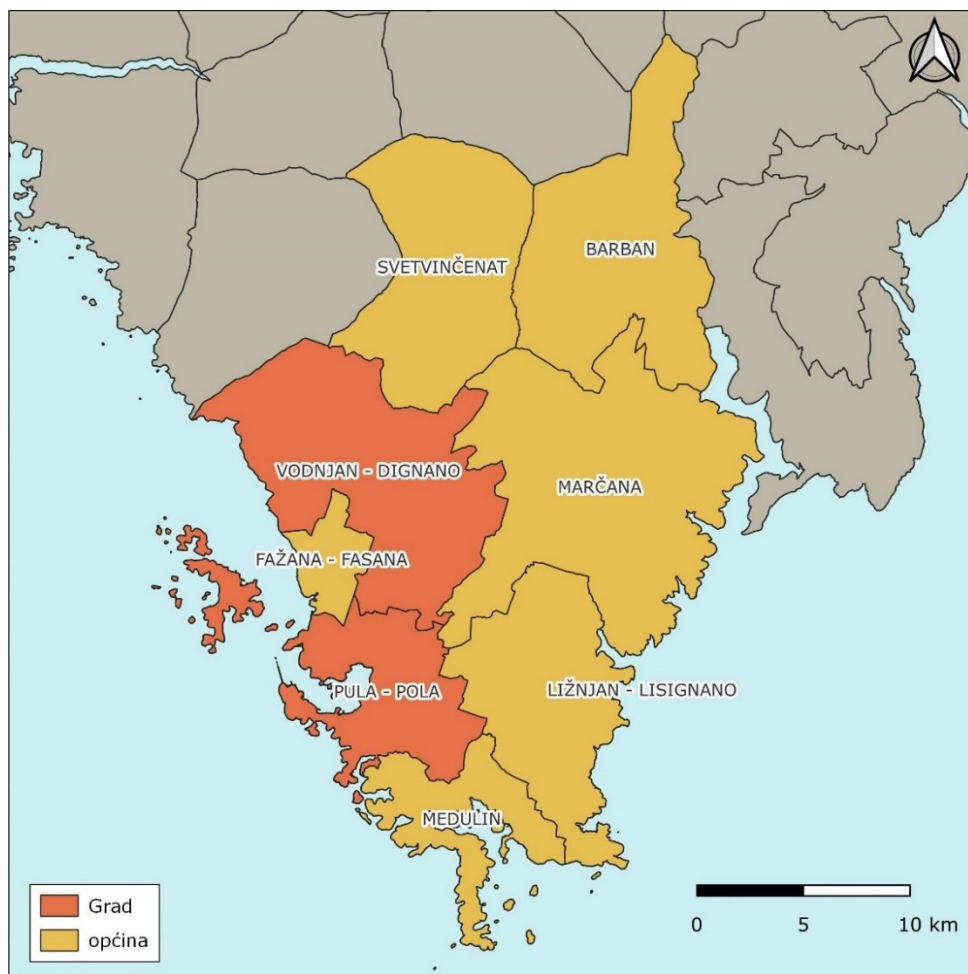 SVETVINČENAT
BARBAN
VODNJAN - DIGNANO
MARČANA
FAŽANA - FASANA
PULA - POLA
LIŽNJAN - LISIGNANO
MEDULIN
Grad
općina
0 5 10 km